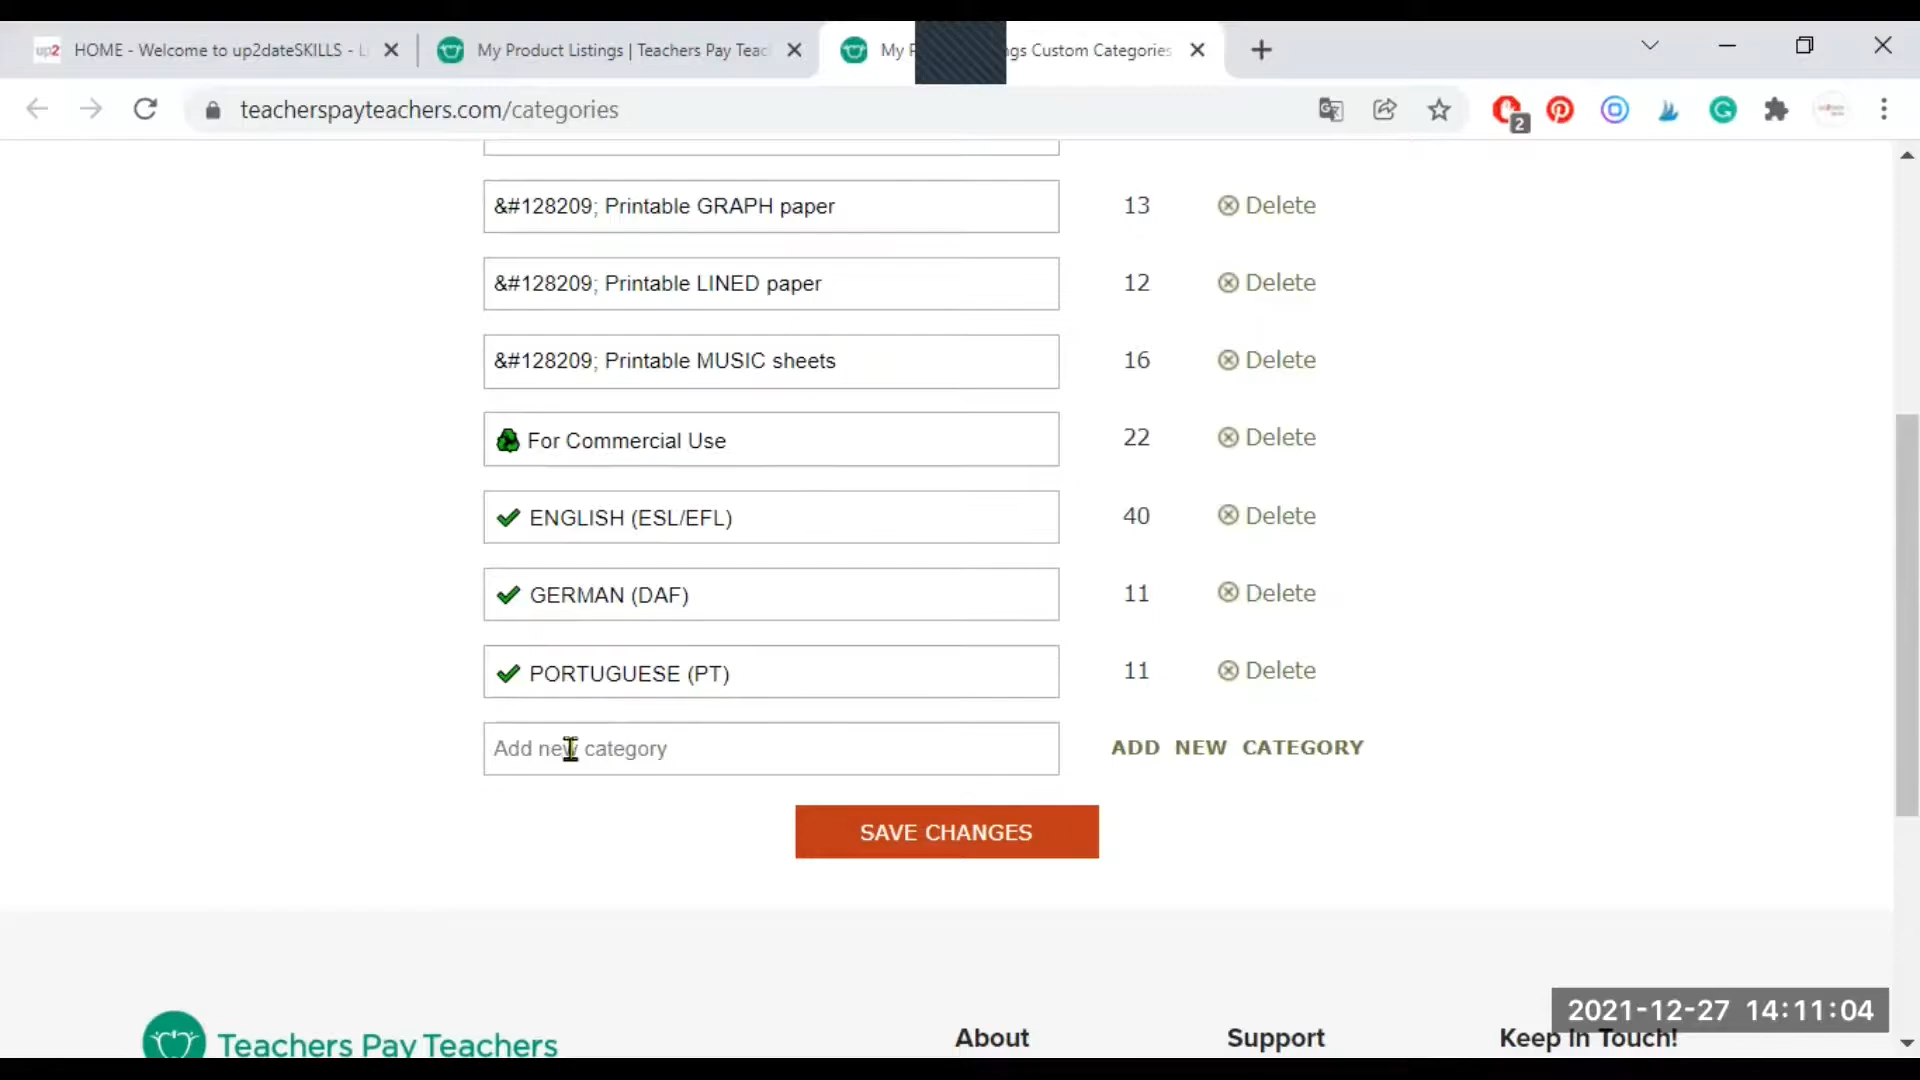 up2 HOME - Welcome to up2dateSKILLS - L
My Product Listings | Teachers Pay Teac
My P gs Custom Categories
teacherspayteachers.com/categories
2
&#128209; Printable GRAPH paper 13 Delete
&#128209; Printable LINED paper 12 Delete
&#128209; Printable MUSIC sheets 16 Delete
For Commercial Use 22 Delete
✔ ENGLISH (ESL/EFL) 40 Delete
✔ GERMAN (DAF) 11 Delete
✔ PORTUGUESE (PT) 11 Delete
Add new category ADD NEW CATEGORY
SAVE CHANGES
2021-12-27 14:11:04
Teachers Pay Teachers About Support Keep In Touch!